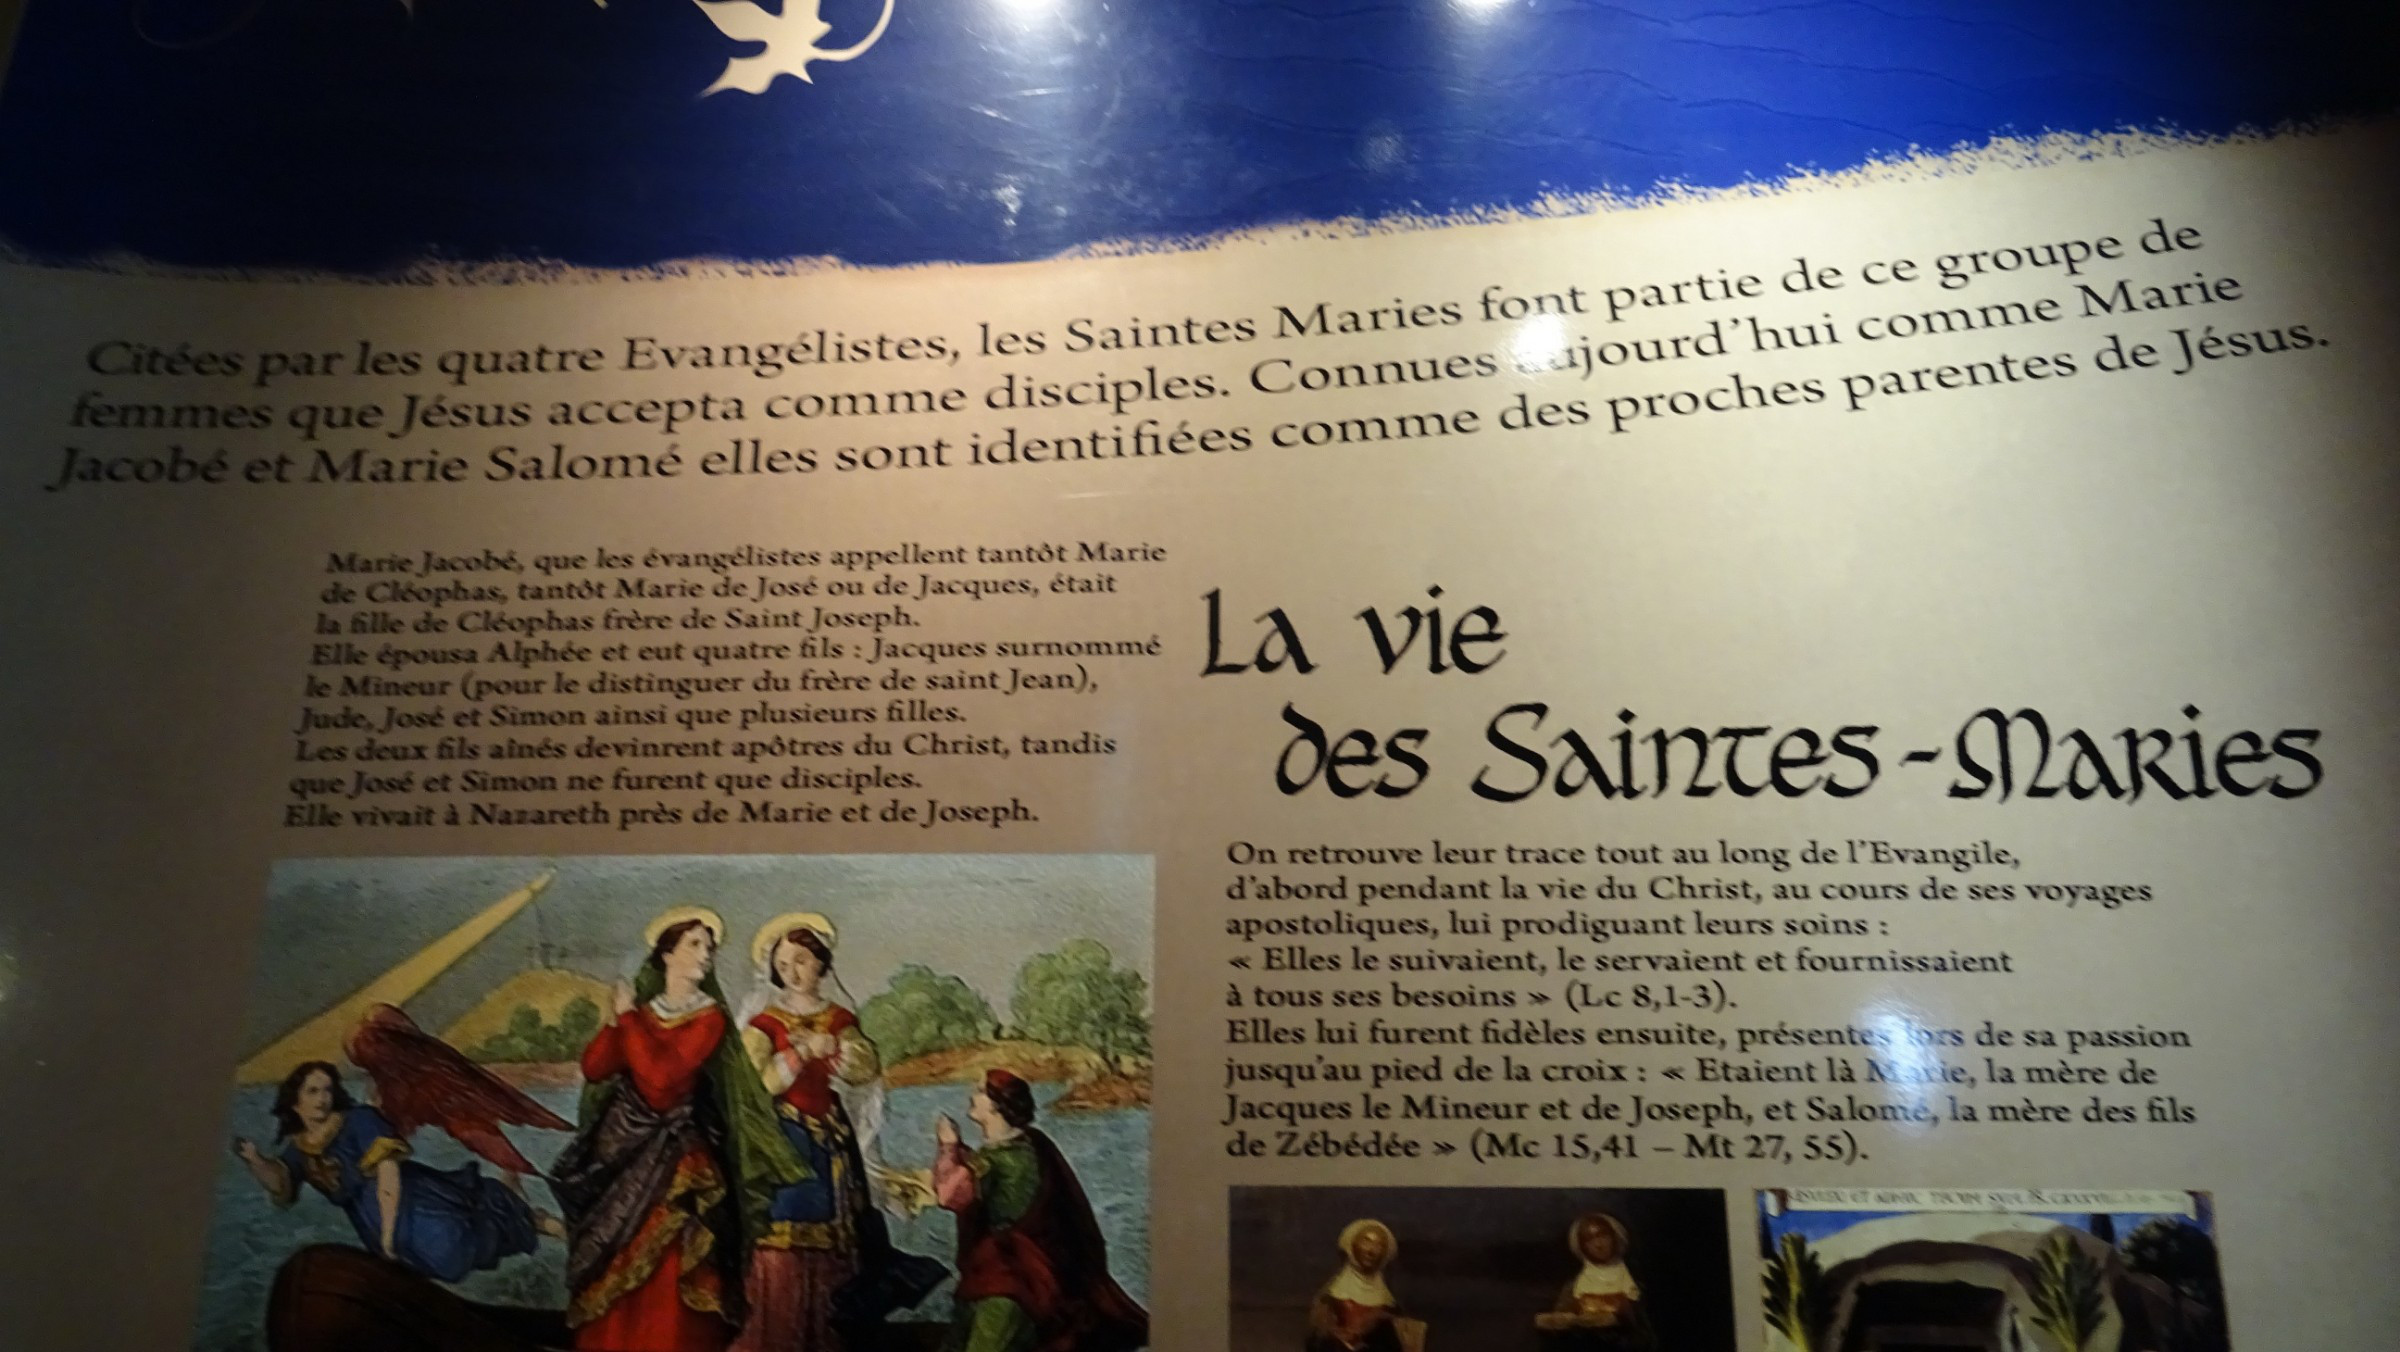 Citées par les quatre Evangélistes, les Saintes Maries font partie de ce groupe de
femmes que Jésus accepta comme disciples. Connues aujourd'hui comme Marie
Jacobé et Marie Salomé elles sont identifiées comme des proches parentes de Jésus.
Marie Jacobé, que les évangélistes appellent tantôt Marie
de Cléophas, tantôt Marie de José ou de Jacques, était
la fille de Cléophas frère de Saint Joseph.
Elle épousa Alphée et eut quatre fils : Jacques surnommé
le Mineur (pour le distinguer du frère de saint Jean),
Jude, José et Simon ainsi que plusieurs filles.
Les deux fils aînés devinrent apôtres du Christ, tandis
que José et Simon ne furent que disciples.
Elle vivait à Nazareth près de Marie et de Joseph.
La vie
des Saintes-Maries
On retrouve leur trace tout au long de l'Evangile,
d'abord pendant la vie du Christ, au cours de ses voyages
apostoliques, lui prodiguant leurs soins :
« Elles le suivaient, le servaient et fournissaient
à tous ses besoins » (Lc 8,1-3).
Elles lui furent fidèles ensuite, présentes lors de sa passion
jusqu'au pied de la croix : « Etaient là Marie, la mère de
Jacques le Mineur et de Joseph, et Salomé, la mère des fils
de Zébédée » (Mc 15,41 – Mt 27, 55).